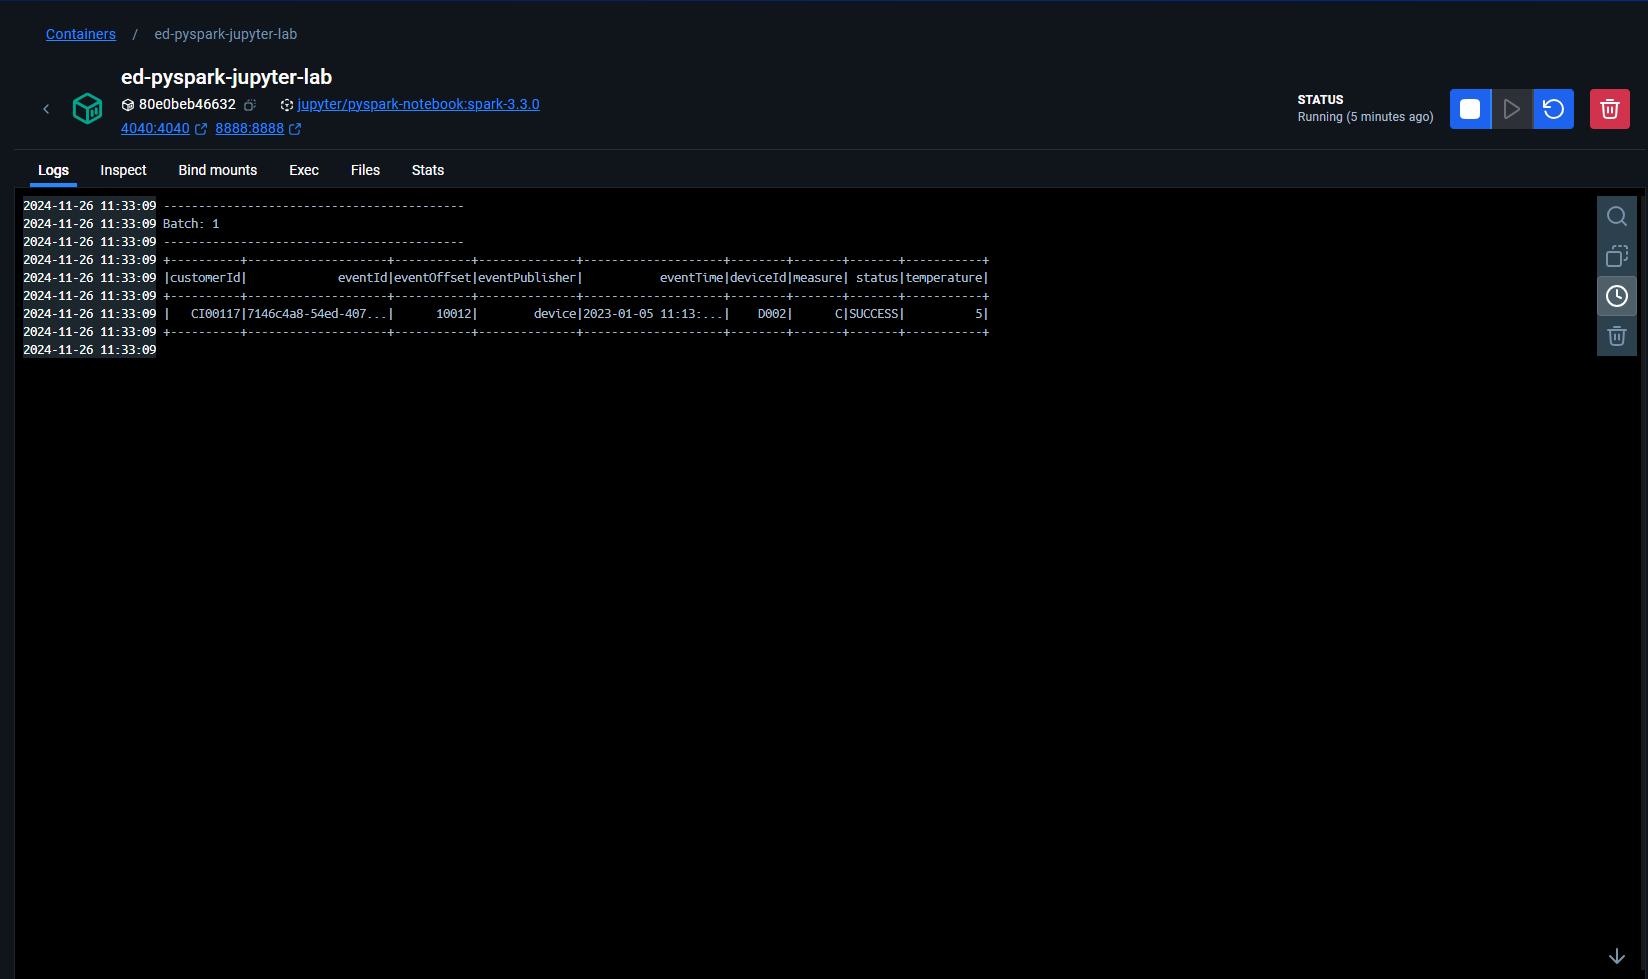 Containers / ed-pyspark-jupyter-lab
ed-pyspark-jupyter-lab
80e0beb46632 jupyter/pyspark-notebook:spark-3.3.0
4040:4040 8888:8888
STATUS
Running (5 minutes ago)
Logs Inspect Bind mounts Exec Files Stats
2024-11-26 11:33:09 -------------------------------------------
2024-11-26 11:33:09 Batch: 1
2024-11-26 11:33:09 -------------------------------------------
2024-11-26 11:33:09 +----------+--------------------+-----------+--------------+--------------------+--------+-------+-------+-----------+
2024-11-26 11:33:09 |customerId|             eventId|eventOffset|eventPublisher|           eventTime|deviceId|measure| status|temperature|
2024-11-26 11:33:09 +----------+--------------------+-----------+--------------+--------------------+--------+-------+-------+-----------+
2024-11-26 11:33:09 |   CI00117|7146c4a8-54ed-407...|      10012|        device|2023-01-05 11:13:...|    D002|      C|SUCCESS|          5|
2024-11-26 11:33:09 +----------+--------------------+-----------+--------------+--------------------+--------+-------+-------+-----------+
2024-11-26 11:33:09